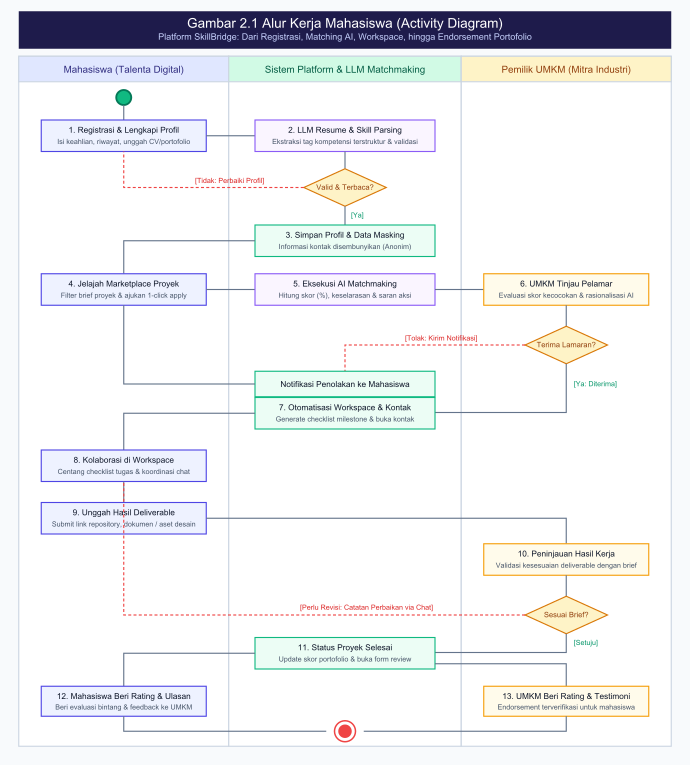 Gambar 2.1 Alur Kerja Mahasiswa (Activity Diagram)
Platform SkillBridge: Dari Registrasi, Matching AI, Workspace, hingga Endorsement Portofolio
Mahasiswa (Talenta Digital)
Sistem Platform & LLM Matchmaking
Pemilik UMKM (Mitra Industri)
1. Registrasi & Lengkapi Profil
Isi keahlian, riwayat, unggah CV/portofolio
2. LLM Resume & Skill Parsing
Ekstraksi tag kompetensi terstruktur & validasi
[Tidak: Perbaiki Profil]
Valid & Terbaca?
[Ya]
3. Simpan Profil & Data Masking
Informasi kontak disembunyikan (Anonim)
4. Jelajah Marketplace Proyek
Filter brief proyek & ajukan 1-click apply
5. Eksekusi AI Matchmaking
Hitung skor (%), keselarasan & saran aksi
6. UMKM Tinjau Pelamar
Evaluasi skor kecocokan & rasionalisasi AI
[Tolak: Kirim Notifikasi]
Terima Lamaran?
[Ya: Diterima]
Notifikasi Penolakan ke Mahasiswa
7. Otomatisasi Workspace & Kontak
Generate checklist milestone & buka kontak
8. Kolaborasi di Workspace
Centang checklist tugas & koordinasi chat
9. Unggah Hasil Deliverable
Submit link repository, dokumen / aset desain
10. Peninjauan Hasil Kerja
Validasi kesesuaian deliverable dengan brief
[Perlu Revisi: Catatan Perbaikan via Chat]
Sesuai Brief?
[Setuju]
11. Status Proyek Selesai
Update skor portofolio & buka form review
12. Mahasiswa Beri Rating & Ulasan
Beri evaluasi bintang & feedback ke UMKM
13. UMKM Beri Rating & Testimoni
Endorsement terverifikasi untuk mahasiswa